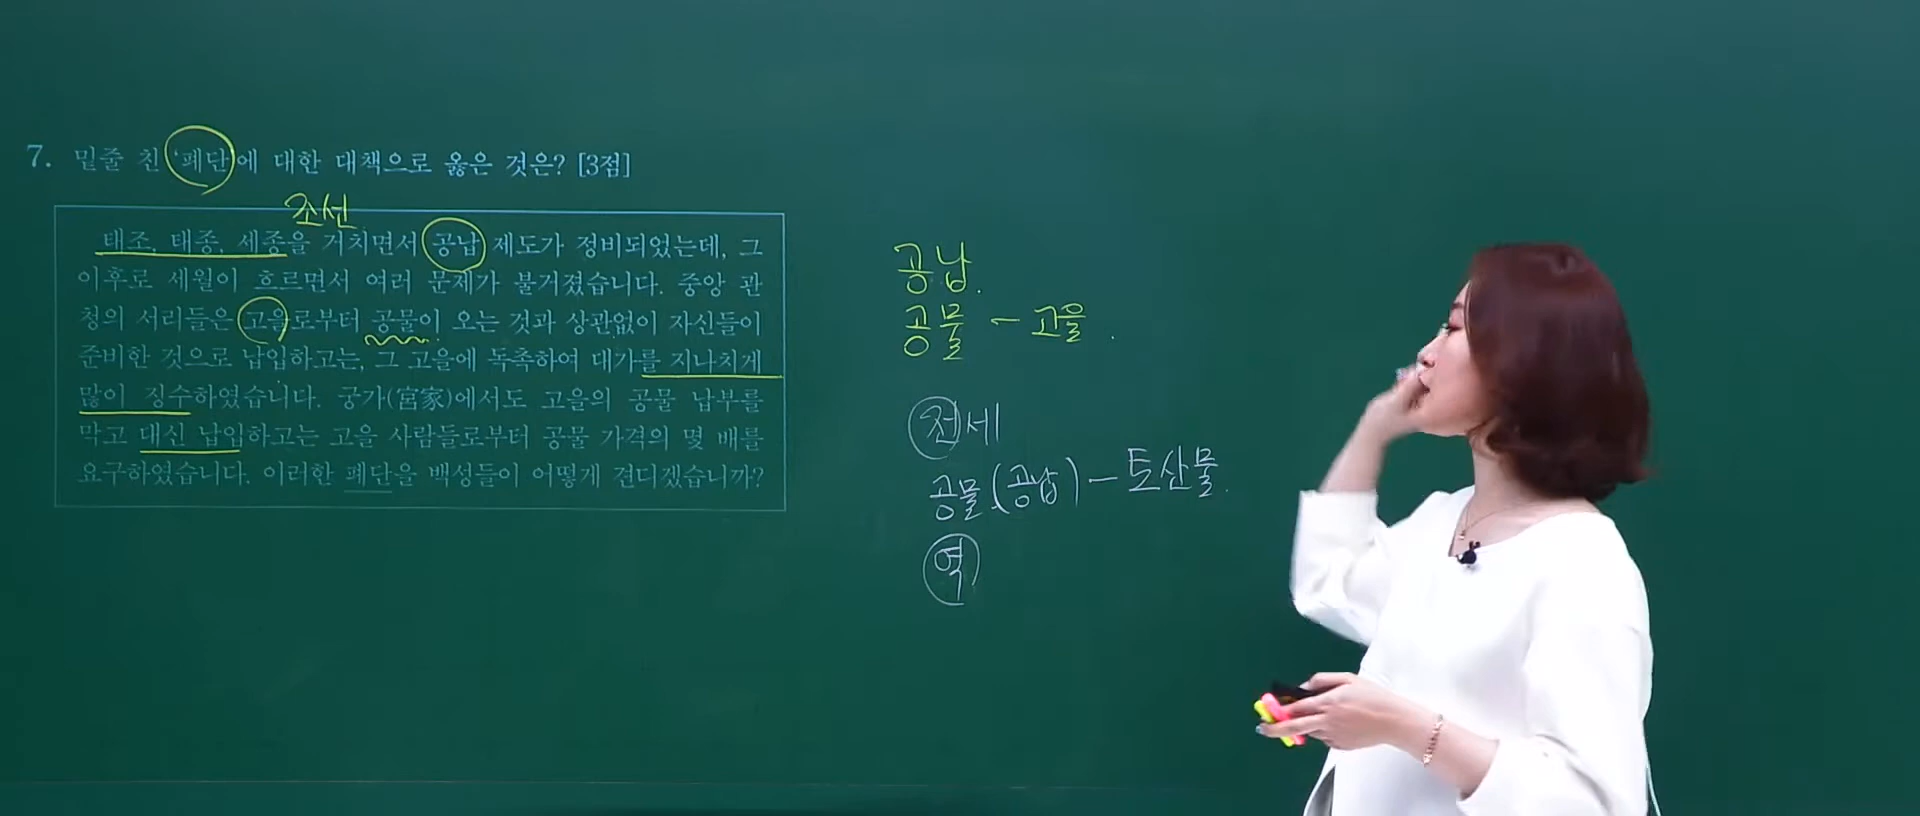 7. 밑줄 친 '폐단'에 대한 대책으로 옳은 것은? [3점]
조선
태조, 태종, 세종을 거치면서 공납 제도가 정비되었는데, 그
이후로 세월이 흐르면서 여러 문제가 불거졌습니다. 중앙 관
청의 서리들은 고을로부터 공물이 오는 것과 상관없이 자신들이
준비한 것으로 납입하고는, 그 고을에 독촉하여 대가를 지나치게
많이 징수하였습니다. 궁가(宮家)에서도 고을의 공물 납부를
막고 대신 납입하고는 고을 사람들로부터 공물 가격의 몇 배를
요구하였습니다. 이러한 폐단을 백성들이 어떻게 견디겠습니까?
공납.
공물 - 고을.
전세
공물(공납) - 토산물.
역